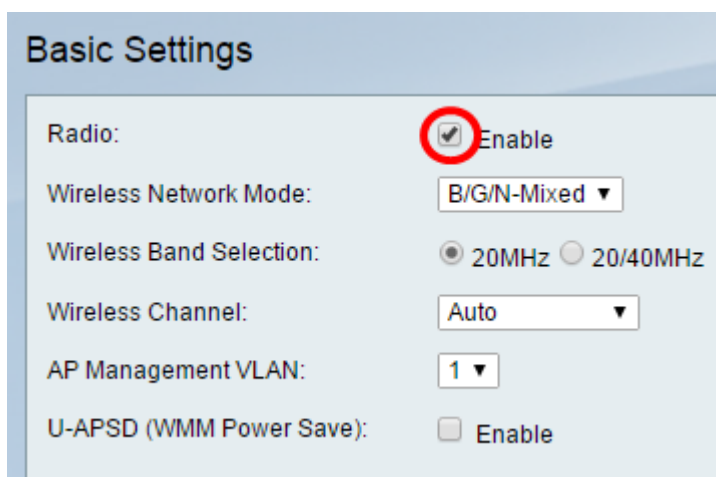 Basic Settings
Radio: Enable
Wireless Network Mode: B/G/N-Mixed
Wireless Band Selection: 20MHz 20/40MHz
Wireless Channel: Auto
AP Management VLAN: 1
U-APSD (WMM Power Save): Enable